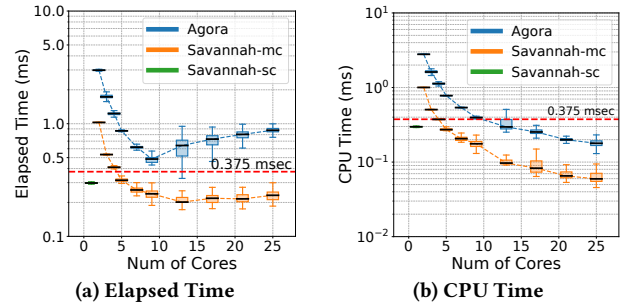 10.0
5.0
1.0
0.5
0.1
Elapsed Time (ms)
Agora
Savannah-mc
Savannah-sc
0.375 msec
0
5
10
15
20
25
Num of Cores
(a) Elapsed Time
10¹
10⁰
10⁻¹
10⁻²
CPU Time (ms)
Agora
Savannah-mc
Savannah-sc
0.375 msec
0
5
10
15
20
25
Num of Cores
(b) CPU Time